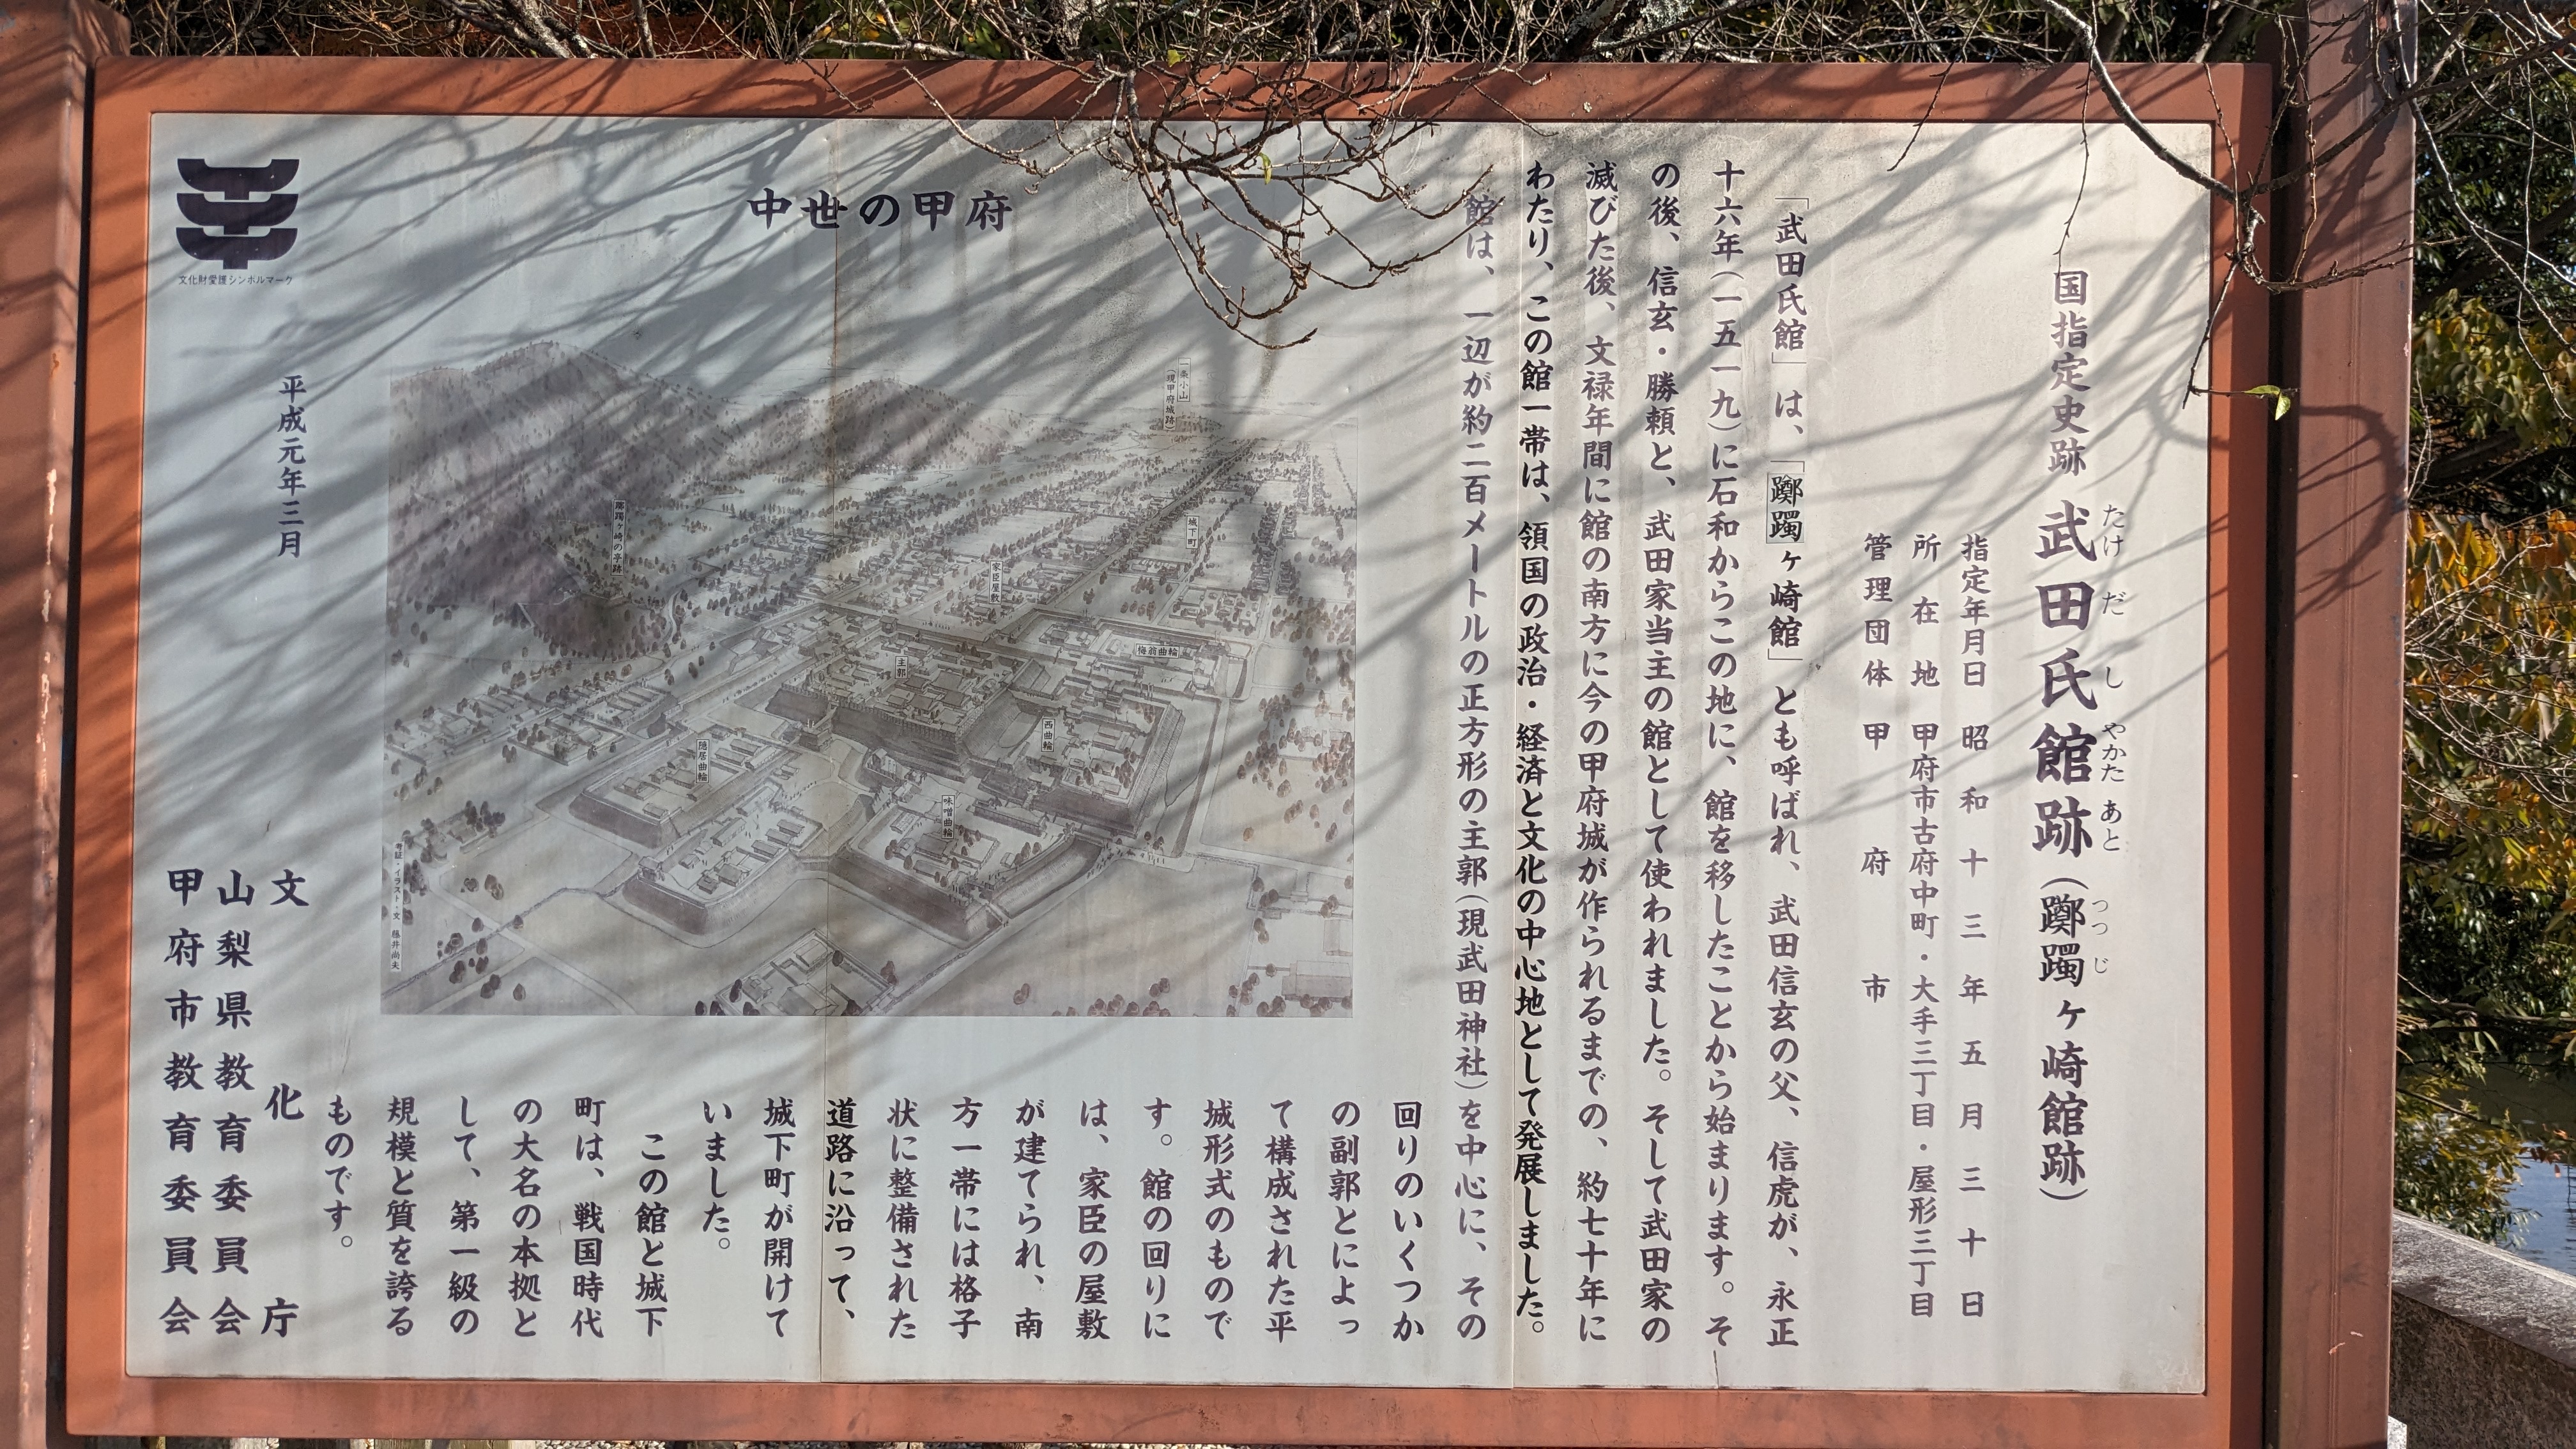 国指定史跡 武田氏館跡(躑躅ヶ崎館跡)
たけ だ し やかた あと つつ じ
指定年月日 昭和十三年五月三十日
所在地 甲府市古府中町・大手三丁目・屋形三丁目
管理団体 甲府市
「武田氏館」は、「躑躅ヶ崎館」とも呼ばれ、武田信玄の父、信虎が、永正
十六年(一五一九)に石和からこの地に、館を移したことから始まります。そ
の後、信玄・勝頼と、武田家当主の館として使われました。そして武田家の
滅びた後、文禄年間に館の南方に今の甲府城が作られるまでの、約七十年に
わたり、この館一帯は、領国の政治・経済と文化の中心地として発展しました。
館は、一辺が約二百メートルの正方形の主郭(現武田神社)を中心に、その
回りのいくつか
の副郭とによっ
て構成された平
城形式のもので
す。館の回りに
は、家臣の屋敷
が建てられ、南
方一帯には格子
状に整備された
道路に沿って、
城下町が開けて
いました。
この館と城下
町は、戦国時代
の大名の本拠と
して、第一級の
規模と質を誇る
ものです。
中世の甲府
一条小山
(現甲府城跡)
城下町
家臣屋敷
躑躅ヶ崎の亭跡
梅翁曲輪
主郭
西曲輪
隠居曲輪
味噌曲輪
考証・イラスト・文 藤井尚夫
文化財愛護シンボルマーク
平成元年三月
文化庁
山梨県教育委員会
甲府市教育委員会